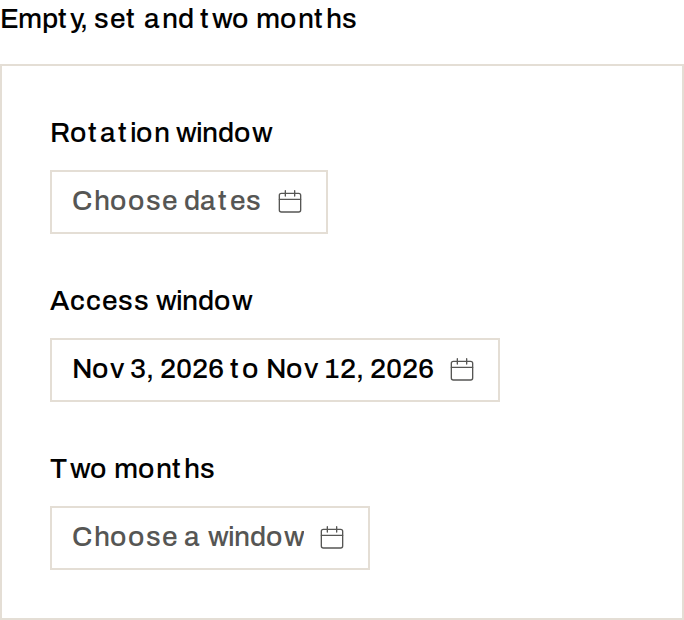 Empty, set and two months
Rotation window
Choose dates
Access window
Nov 3, 2026 to Nov 12, 2026
Two months
Choose a window